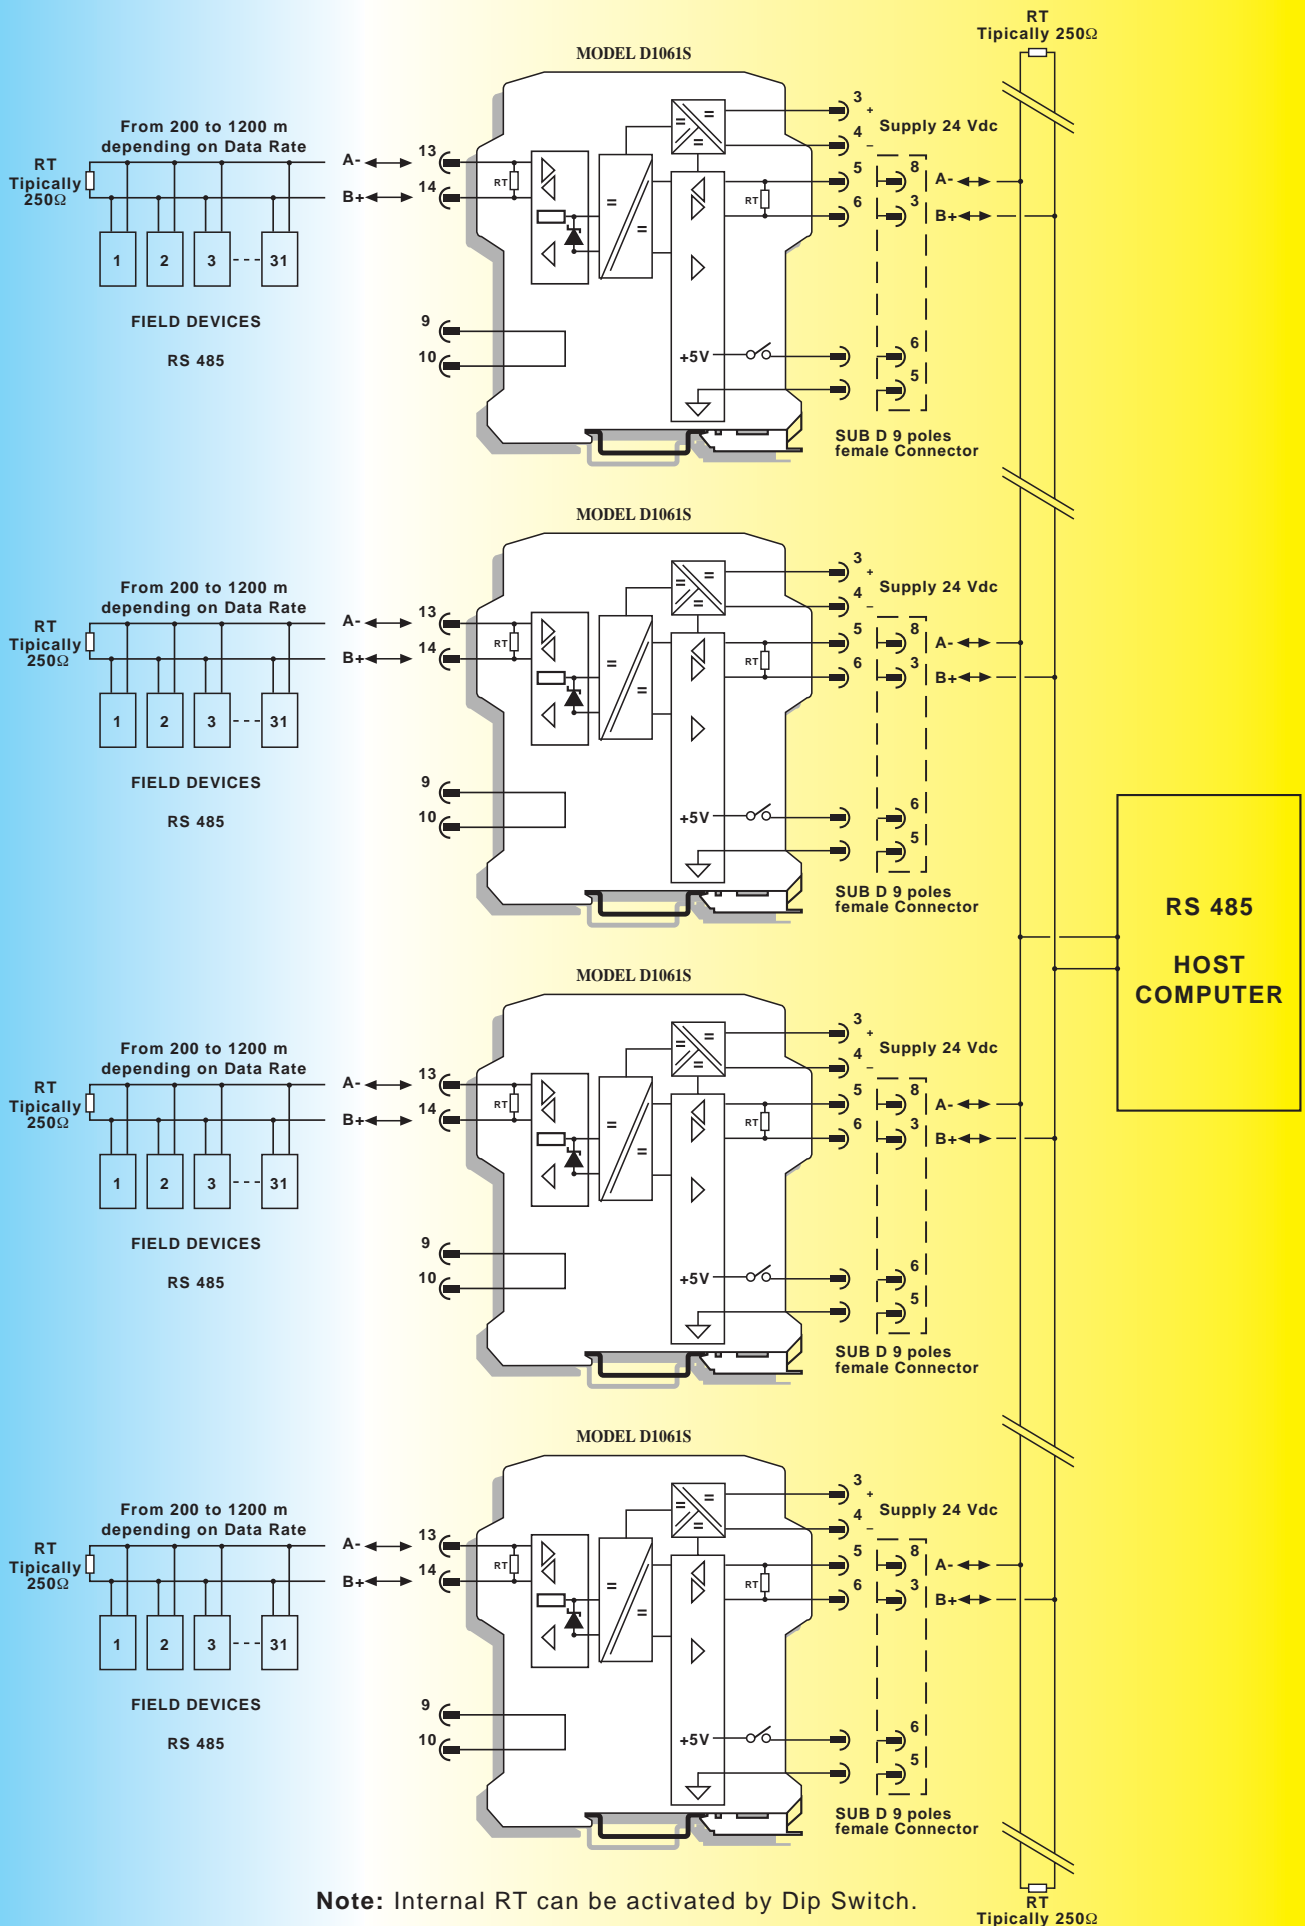 RT
Tipically 250Ω
MODEL D1061S
From 200 to 1200 m
depending on Data Rate
RT
Tipically
250Ω
A-
B+
13
14
RT
=
=
=
=
=
RT
3
+
4
–
Supply 24 Vdc
5
6
8
3
A-
B+
1
2
3
31
FIELD DEVICES
RS 485
9
10
+5V
6
5
SUB D 9 poles
female Connector
MODEL D1061S
From 200 to 1200 m
depending on Data Rate
RT
Tipically
250Ω
A-
B+
13
14
RT
=
=
=
=
=
RT
3
+
4
–
Supply 24 Vdc
5
6
8
3
A-
B+
1
2
3
31
FIELD DEVICES
RS 485
9
10
+5V
6
5
SUB D 9 poles
female Connector
RS 485
HOST
COMPUTER
MODEL D1061S
From 200 to 1200 m
depending on Data Rate
RT
Tipically
250Ω
A-
B+
13
14
RT
=
=
=
=
=
RT
3
+
4
–
Supply 24 Vdc
5
6
8
3
A-
B+
1
2
3
31
FIELD DEVICES
RS 485
9
10
+5V
6
5
SUB D 9 poles
female Connector
MODEL D1061S
From 200 to 1200 m
depending on Data Rate
RT
Tipically
250Ω
A-
B+
13
14
RT
=
=
=
=
=
RT
3
+
4
–
Supply 24 Vdc
5
6
8
3
A-
B+
1
2
3
31
FIELD DEVICES
RS 485
9
10
+5V
6
5
SUB D 9 poles
female Connector
Note: Internal RT can be activated by Dip Switch.
RT
Tipically 250Ω